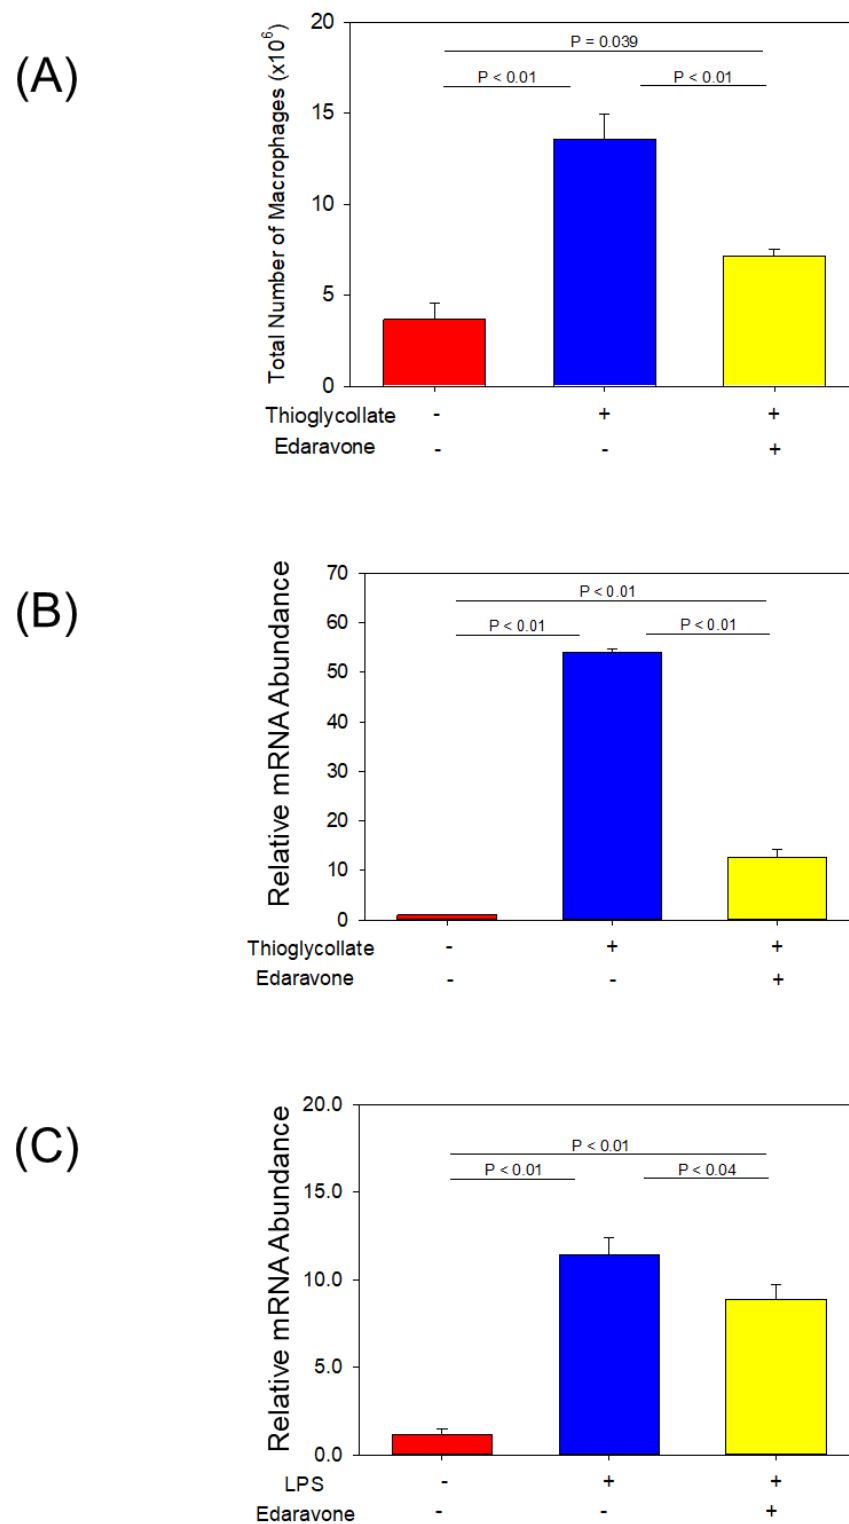 (A)
Total Number of Macrophages (x10⁶)
20
15
10
5
0
P = 0.039
P < 0.01
P < 0.01
Thioglycollate - + +
Edaravone - - +
(B)
Relative mRNA Abundance
70
60
50
40
30
20
10
0
P < 0.01
P < 0.01
P < 0.01
Thioglycollate - + +
Edaravone - - +
(C)
Relative mRNA Abundance
20.0
15.0
10.0
5.0
0.0
P < 0.01
P < 0.01
P < 0.04
LPS - + +
Edaravone - - +